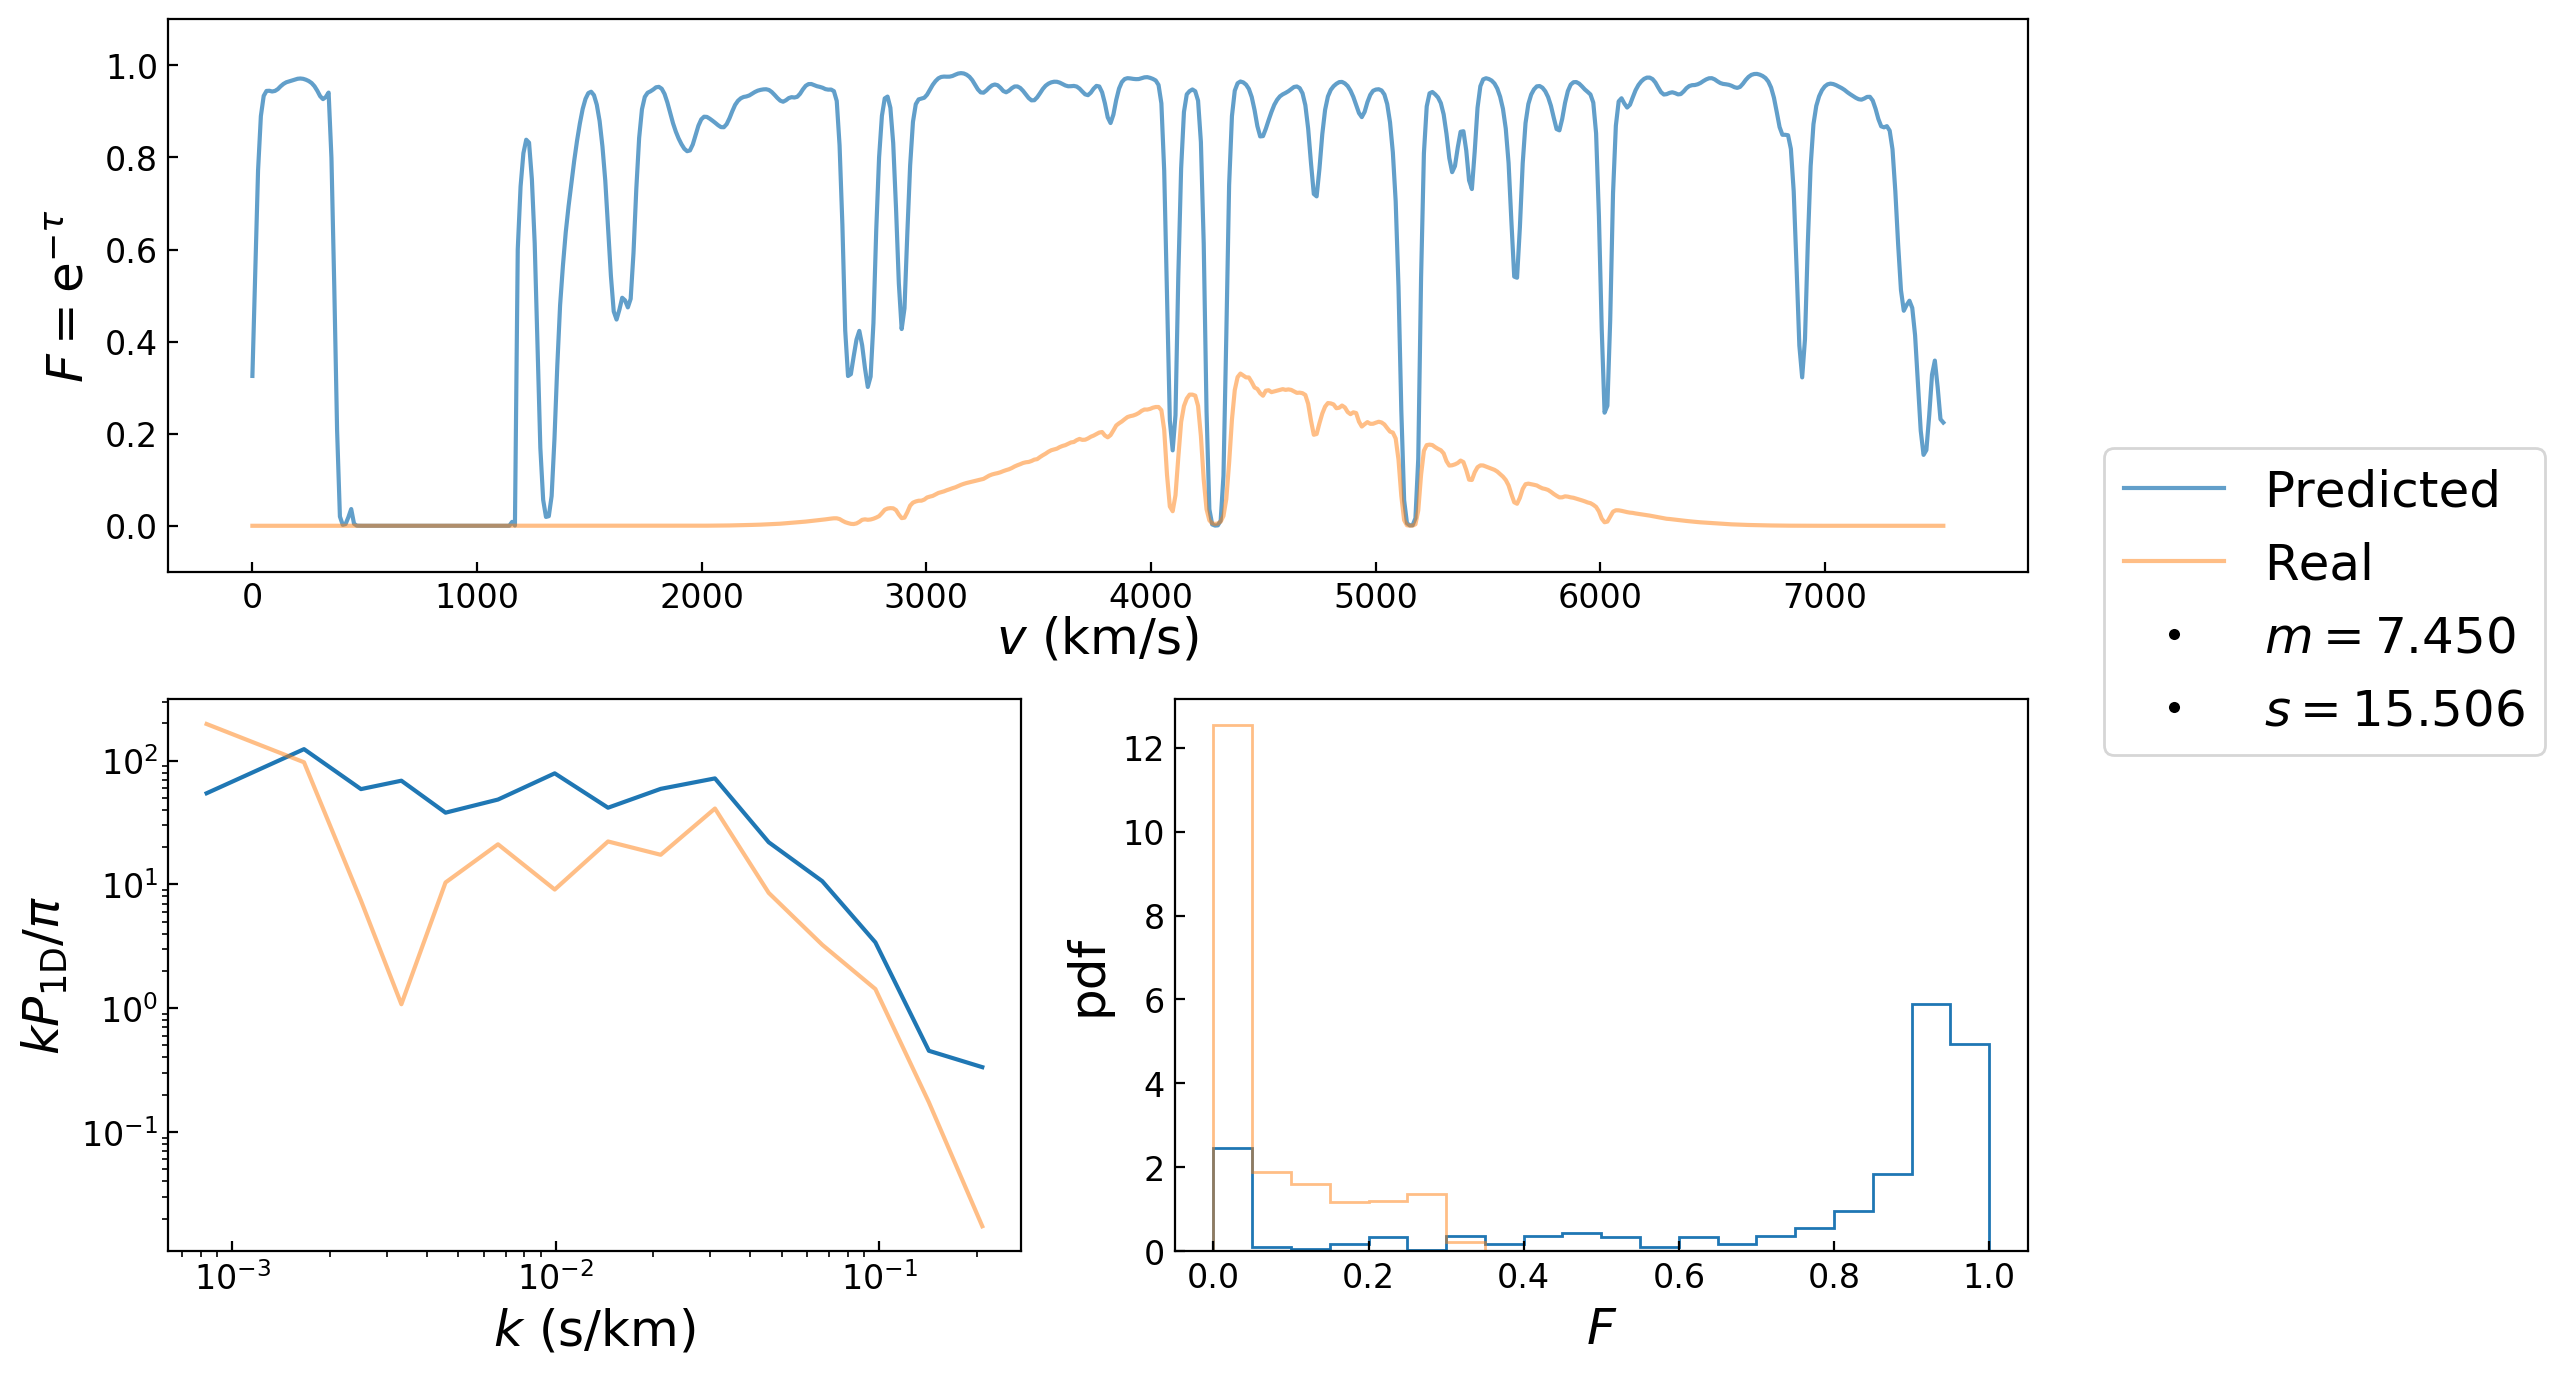 1.0
0.8
0.6
0.4
0.2
0.0
F = e^{−τ}
0 1000 2000 3000 4000 5000 6000 7000
v (km/s)
Predicted
Real
m = 7.450
s = 15.506
10^2
10^1
10^0
10^{−1}
kP_{1D}/π
10^{−3} 10^{−2} 10^{−1}
k (s/km)
12
10
8
6
4
2
0
pdf
0.0 0.2 0.4 0.6 0.8 1.0
F